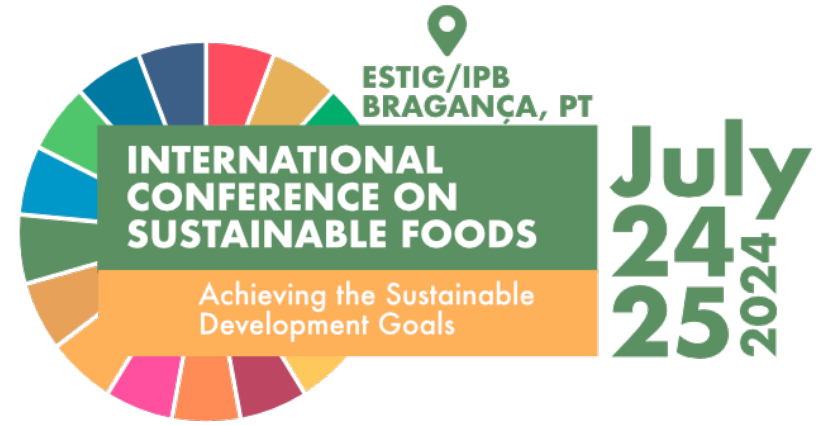 ESTIG/IPB
BRAGANÇA, PT
INTERNATIONAL
CONFERENCE ON
SUSTAINABLE FOODS
Achieving the Sustainable
Development Goals
July
24
25
2024